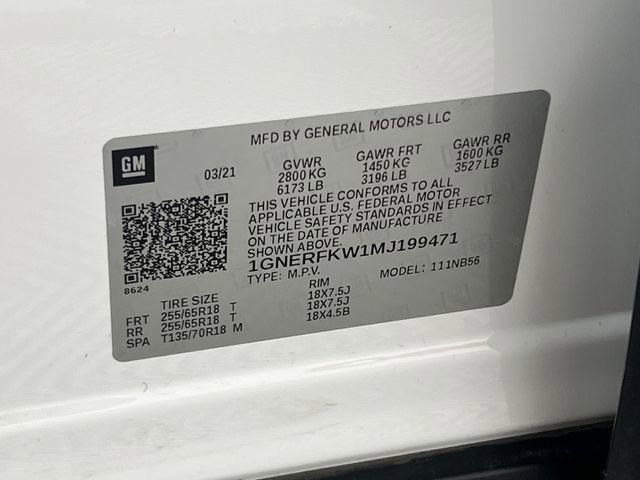 MFD BY GENERAL MOTORS LLC
GM
03/21
GVWR GAWR FRT GAWR RR
2800 KG 1450 KG 1600 KG
6173 LB 3196 LB 3527 LB
THIS VEHICLE CONFORMS TO ALL
APPLICABLE U.S. FEDERAL MOTOR
VEHICLE SAFETY STANDARDS IN EFFECT
ON THE DATE OF MANUFACTURE
SHOWN ABOVE.
1GNERFKW1MJ199471
TYPE: M.P.V. MODEL: 111NB56
8624
TIRE SIZE RIM
FRT 255/65R18 T 18X7.5J
RR 255/65R18 T 18X7.5J
SPA T135/70R18 M 18X4.5B